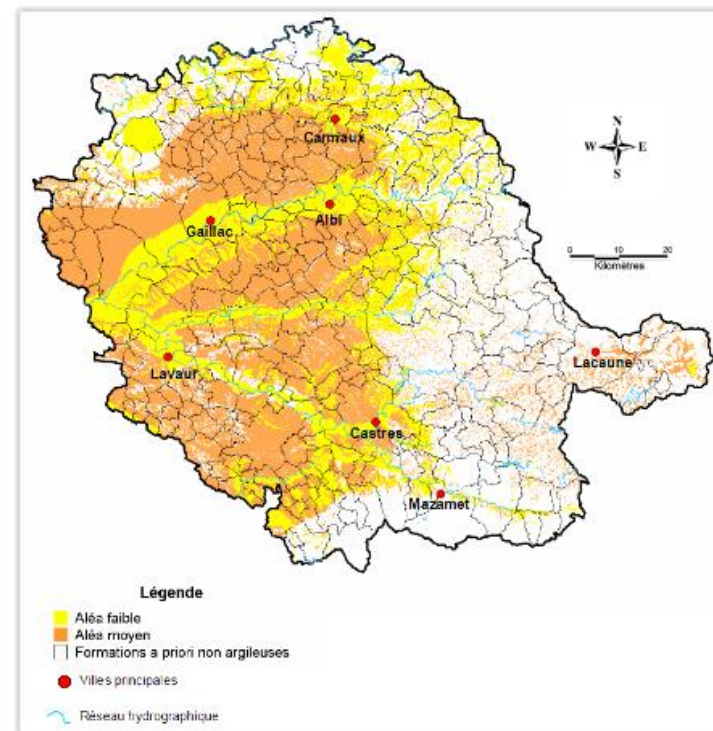 Carmaux
N
W E
S
Albi
Gaillac
0 10 20
Kilomètres
Lacaune
Lavaur
Castres
Mazamet
Légende
Aléa faible
Aléa moyen
Formations a priori non argileuses
Villes principales
Réseau hydrographique